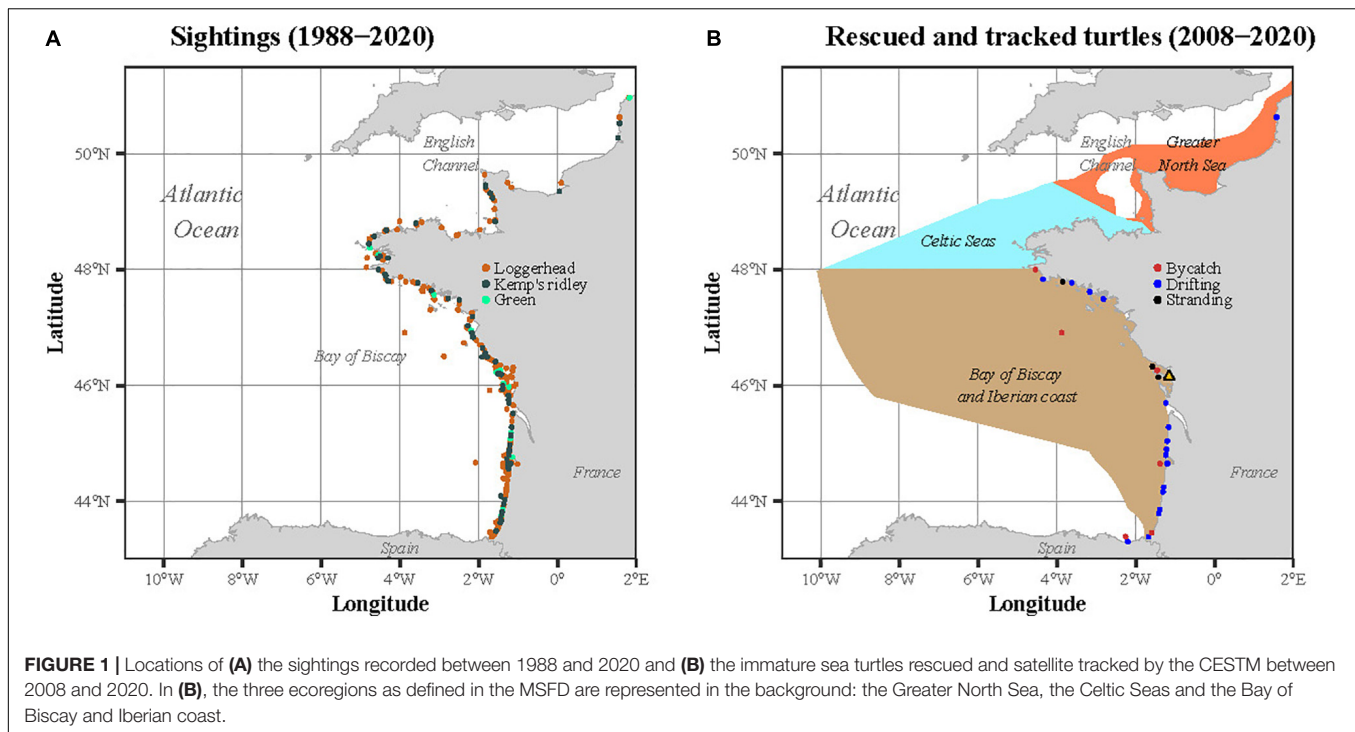 A
Sightings (1988–2020)
Latitude
50°N
48°N
46°N
44°N
English
Channel
Atlantic
Ocean
Loggerhead
Kemp's ridley
Green
Bay of Biscay
France
Spain
10°W
8°W
6°W
4°W
2°W
0°
2°E
Longitude
B
Rescued and tracked turtles (2008–2020)
Latitude
50°N
48°N
46°N
44°N
English
Channel
Greater
North Sea
Atlantic
Ocean
Celtic Seas
Bycatch
Drifting
Stranding
Bay of Biscay
and Iberian coast
France
Spain
10°W
8°W
6°W
4°W
2°W
0°
2°E
Longitude
FIGURE 1 | Locations of (A) the sightings recorded between 1988 and 2020 and (B) the immature sea turtles rescued and satellite tracked by the CESTM between
2008 and 2020. In (B), the three ecoregions as defined in the MSFD are represented in the background: the Greater North Sea, the Celtic Seas and the Bay of
Biscay and Iberian coast.